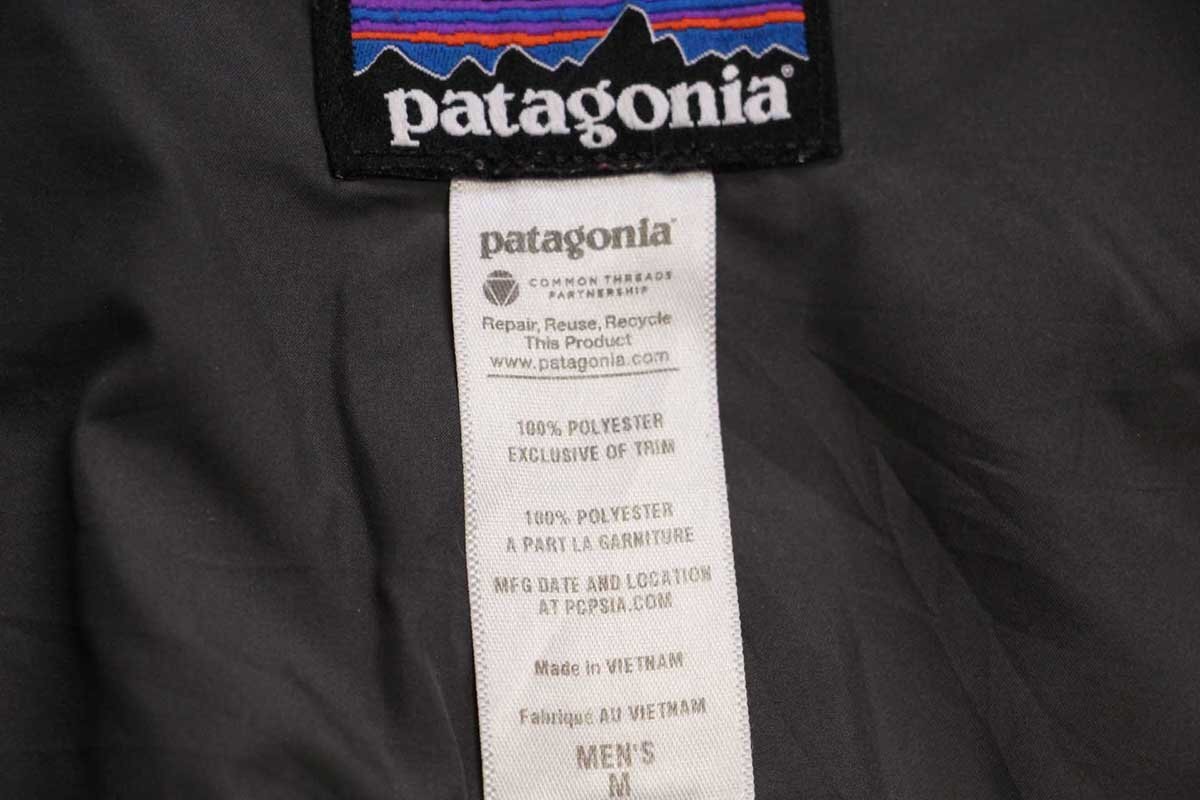 patagonia®
patagonia®
COMMON THREADS
PARTNERSHIP
Repair, Reuse, Recycle
This Product
www.patagonia.com
100% POLYESTER
EXCLUSIVE OF TRIM
100% POLYESTER
A PART LA GARNITURE
MFG DATE AND LOCATION
AT PCPSIA.COM
Made in VIETNAM
Fabriqué AU VIETNAM
MEN'S
M